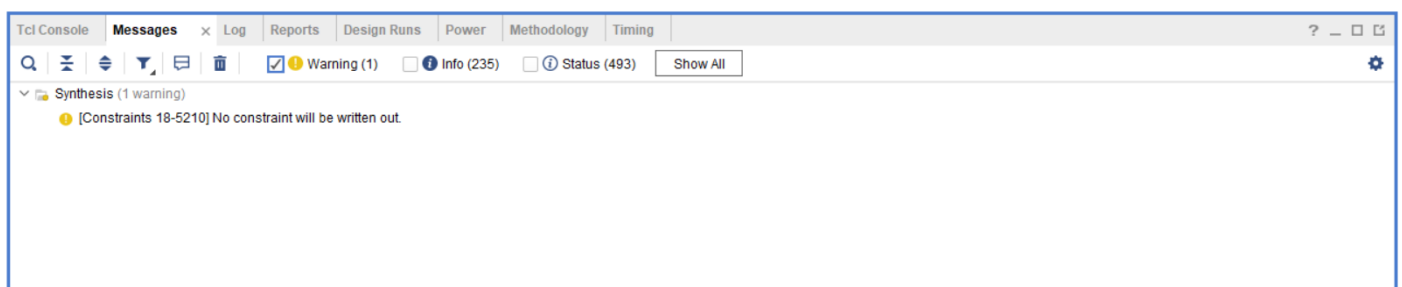 Tcl Console Messages × Log Reports Design Runs Power Methodology Timing ?
Warning (1) Info (235) Status (493) Show All
Synthesis (1 warning)
[Constraints 18-5210] No constraint will be written out.